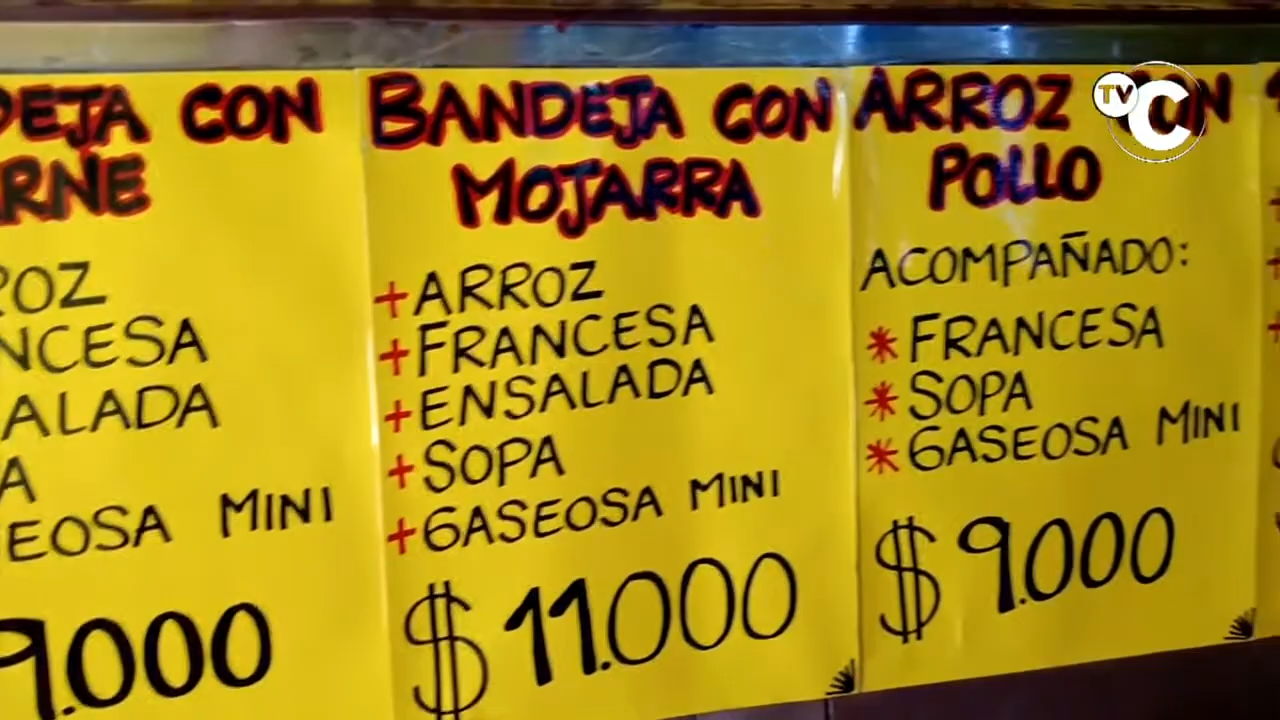 DEJA CON
RNE
ROZ
NCESA
ALADA
A
EOSA MINI
9.000
BANDEJA CON
MOJARRA
+ARROZ
+FRANCESA
+ENSALADA
+SOPA
+GASEOSA MINI
$11.000
ARROZ CON
POLLO
ACOMPAÑADO:
* FRANCESA
* SOPA
* GASEOSA MINI
$9.000
TVC